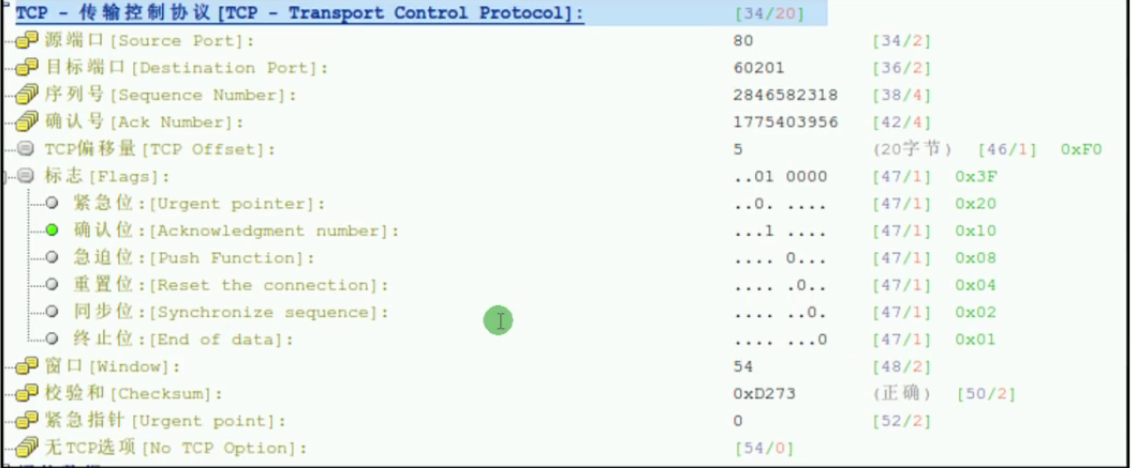 TCP - 传输控制协议[TCP - Transport Control Protocol]: [34/20]
源端口[Source Port]: 80 [34/2]
目标端口[Destination Port]: 60201 [36/2]
序列号[Sequence Number]: 2846582318 [38/4]
确认号[Ack Number]: 1775403956 [42/4]
TCP偏移量[TCP Offset]: 5 (20字节) [46/1] 0xF0
标志[Flags]: ..01 0000 [47/1] 0x3F
紧急位:[Urgent pointer]: ..0. .... [47/1] 0x20
确认位:[Acknowledgment number]: ...1 .... [47/1] 0x10
急迫位:[Push Function]: .... 0... [47/1] 0x08
重置位:[Reset the connection]: .... .0.. [47/1] 0x04
同步位:[Synchronize sequence]: .... ..0. [47/1] 0x02
终止位:[End of data]: .... ...0 [47/1] 0x01
窗口[Window]: 54 [48/2]
校验和[Checksum]: 0xD273 (正确) [50/2]
紧急指针[Urgent point]: 0 [52/2]
无TCP选项[No TCP Option]: [54/0]